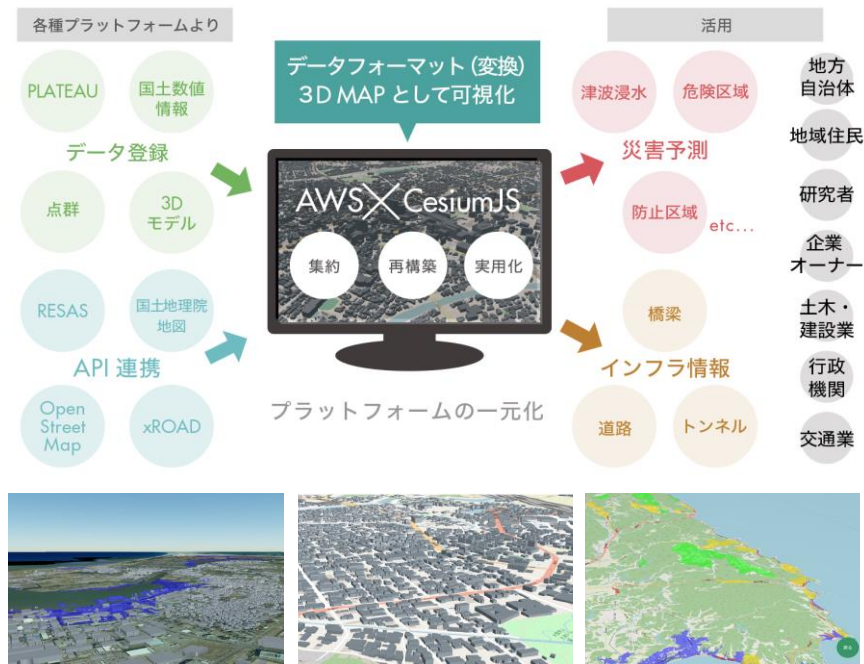 各種プラットフォームより
PLATEAU
国土数値
情報
データ登録
点群
3D
モデル
RESAS
国土地理院
地図
API 連携
Open
Street
Map
xROAD
データフォーマット（変換）
3D MAP として可視化
AWS×CesiumJS
集約
再構築
実用化
プラットフォームの一元化
活用
津波浸水
危険区域
災害予測
防止区域
etc...
橋梁
インフラ情報
道路
トンネル
地方
自治体
地域住民
研究者
企業
オーナー
土木・
建設業
行政
機関
交通業